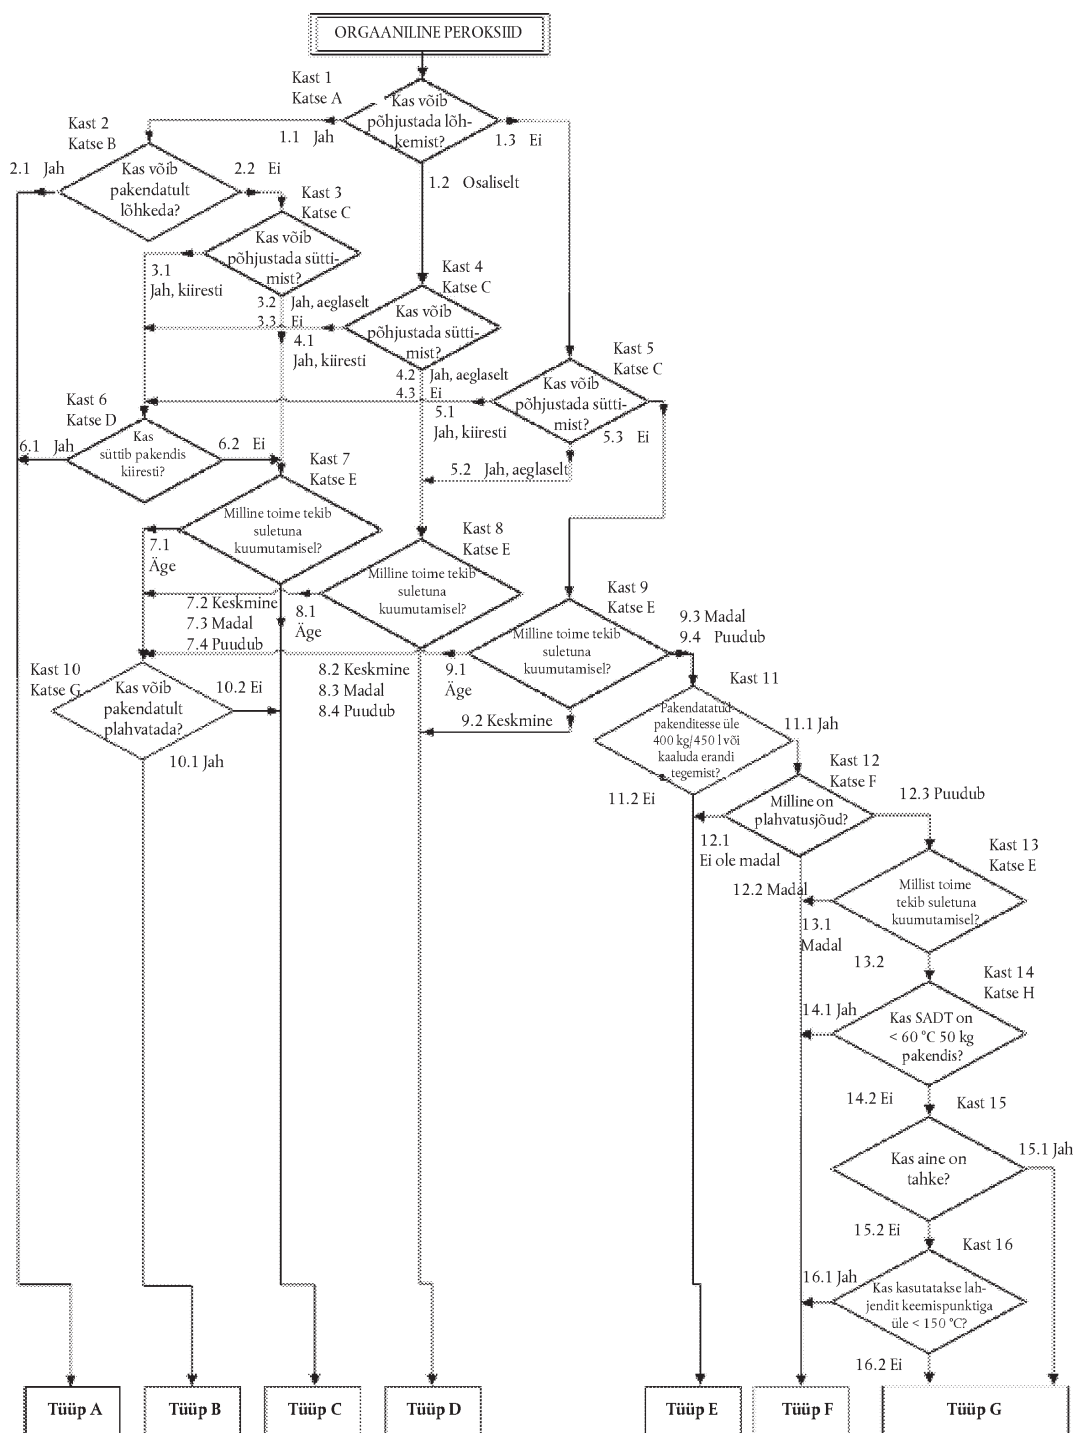 ORGAANILINE PEROKSIID
Kast 1
Katse A
Kas võib
põhjustada lõh-
kemist?
1.1 Jah
1.3 Ei
1.2 Osaliselt
Kast 2
Katse B
Kas võib
pakendatult
lõhkeda?
2.1 Jah
2.2 Ei
Kast 3
Katse C
Kas võib
põhjustada sütti-
mist?
3.1
Jah, kiiresti
3.2 Jah, aeglaselt
3.3 Ei
Kast 4
Katse C
Kas võib
põhjustada sütti-
mist?
4.1
Jah, kiiresti
4.2 Jah, aeglaselt
4.3 Ei
Kast 5
Katse C
Kas võib
põhjustada sütti-
mist?
5.1
Jah, kiiresti
5.3 Ei
5.2 Jah, aeglaselt
Kast 6
Katse D
Kas
süttib pakendis
kiiresti?
6.1 Jah
6.2 Ei
Kast 7
Katse E
Milline toime tekib
suletuna
kuumutamisel?
7.1
Äge
7.2 Keskmine
7.3 Madal
7.4 Puudub
Kast 8
Katse E
Milline toime tekib
suletuna
kuumutamisel?
8.1
Äge
8.2 Keskmine
8.3 Madal
8.4 Puudub
Kast 9
Katse E
Milline toime tekib
suletuna
kuumutamisel?
9.1
Äge
9.2 Keskmine
9.3 Madal
9.4 Puudub
Kast 10
Katse G
Kas võib
pakendatult
plahvatada?
10.2 Ei
10.1 Jah
Kast 11
Pakendatatud
pakenditesse üle
400 kg/450 l või
kaaluda erandi
tegemist?
11.1 Jah
11.2 Ei
Kast 12
Katse F
Milline on
plahvatusjõud?
12.3 Puudub
12.1
Ei ole madal
12.2 Madal
Kast 13
Katse E
Millist toime
tekib suletuna
kuumutamisel?
13.1
Madal
13.2
Kast 14
Katse H
Kas SADT on
< 60 °C 50 kg
pakendis?
14.1 Jah
14.2 Ei
Kast 15
Kas aine on
tahke?
15.1 Jah
15.2 Ei
Kast 16
Kas kasutatakse lah-
jendit keemispunktiga
üle < 150 °C?
16.1 Jah
16.2 Ei
Tüüp A
Tüüp B
Tüüp C
Tüüp D
Tüüp E
Tüüp F
Tüüp G